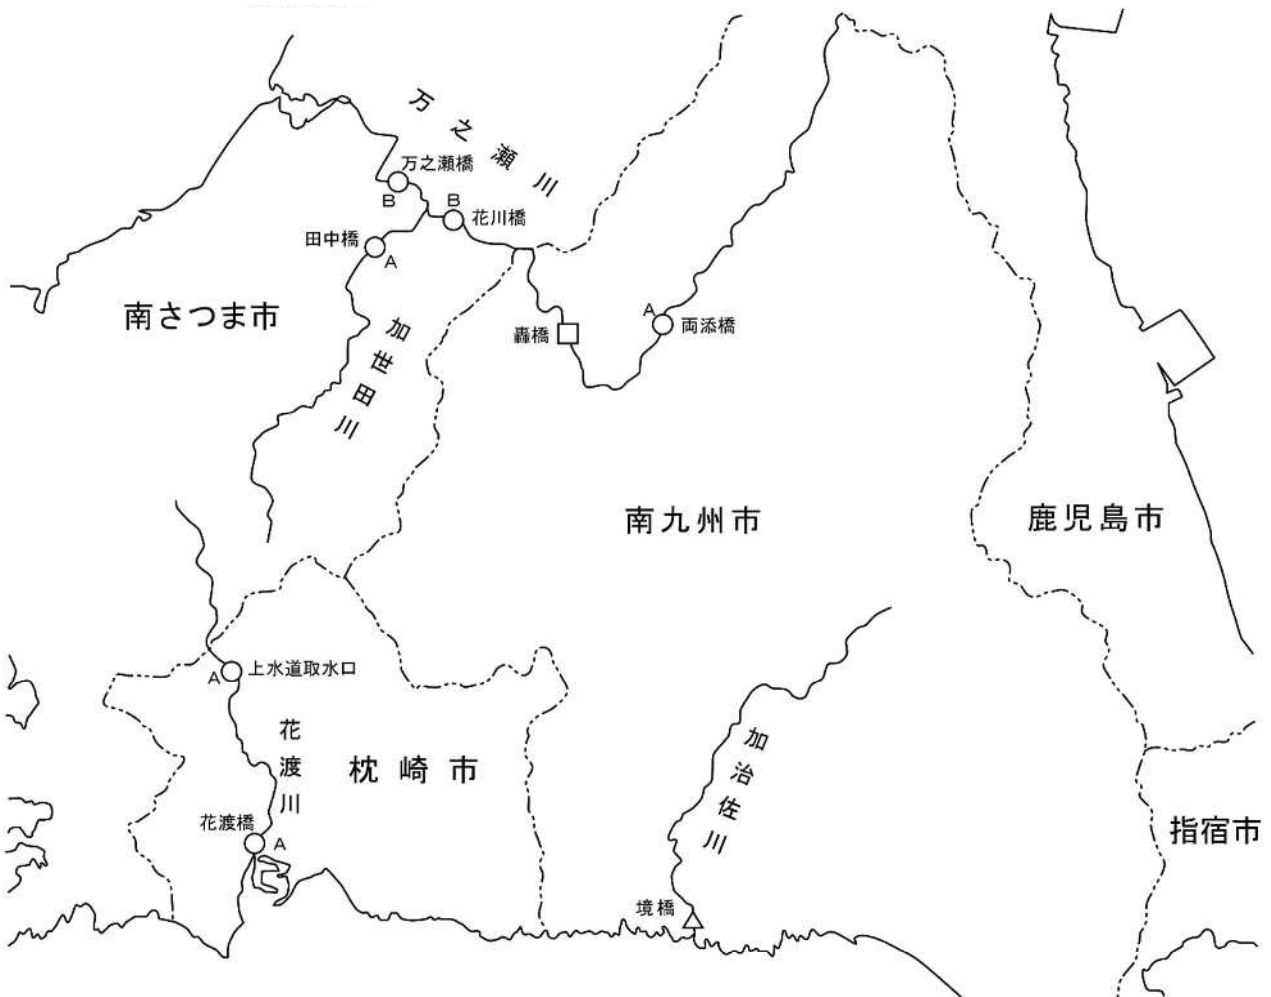 万之瀬川
万之瀬橋
B
B
花川橋
田中橋
A
南さつま市
加世田川
轟橋
A
両添橋
南九州市
鹿児島市
上水道取水口
A
花渡川
枕崎市
加治佐川
花渡橋
A
指宿市
境橋